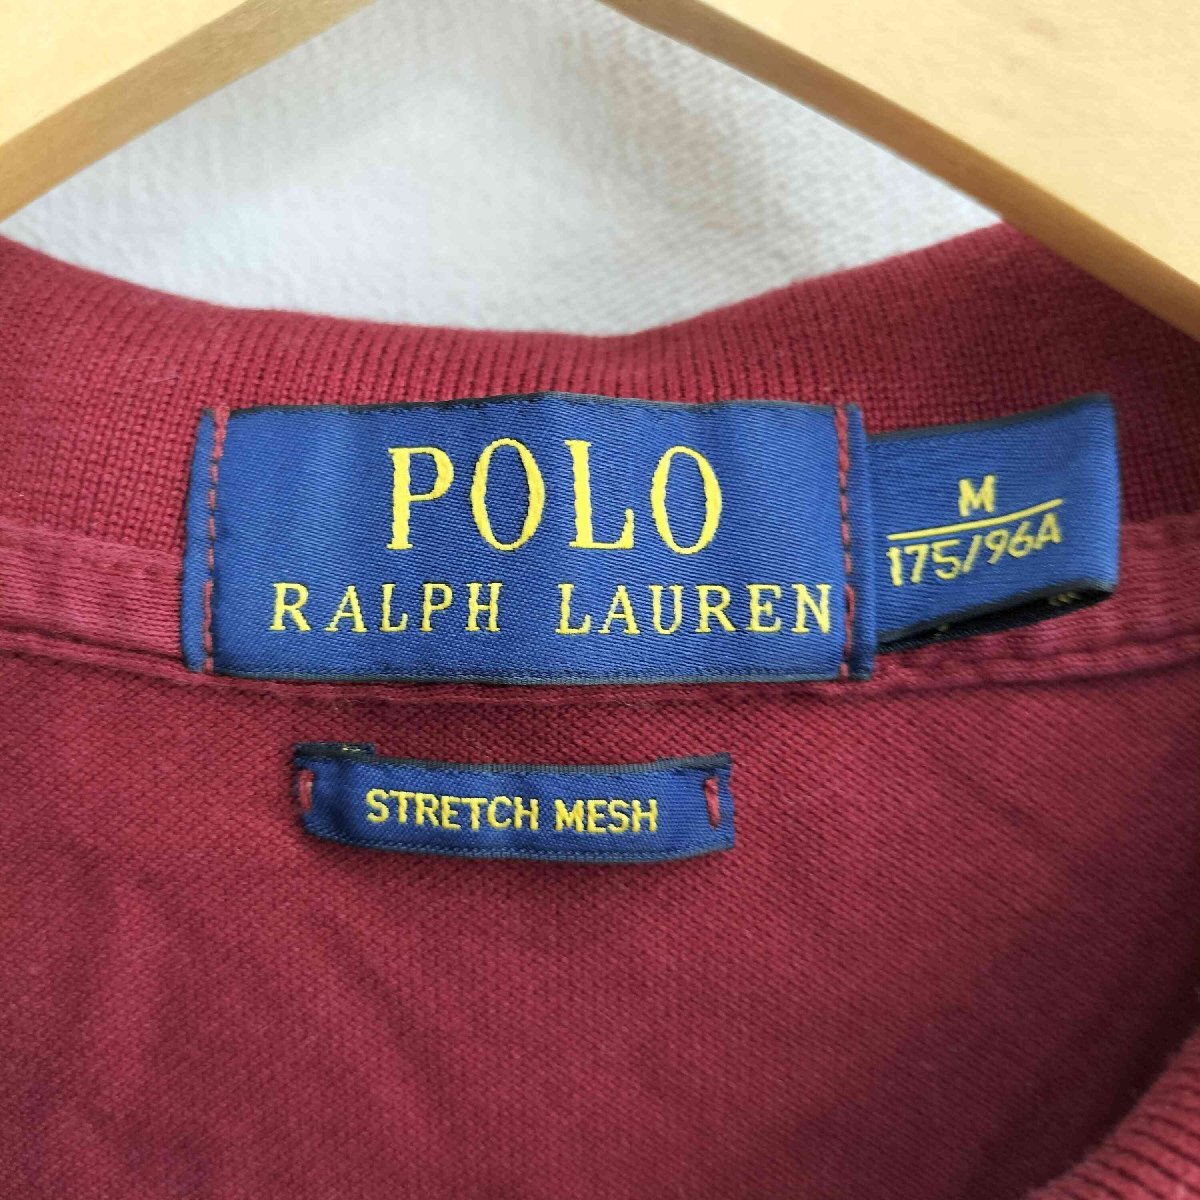 POLO
RALPH LAUREN
M
175/96A
STRETCH MESH